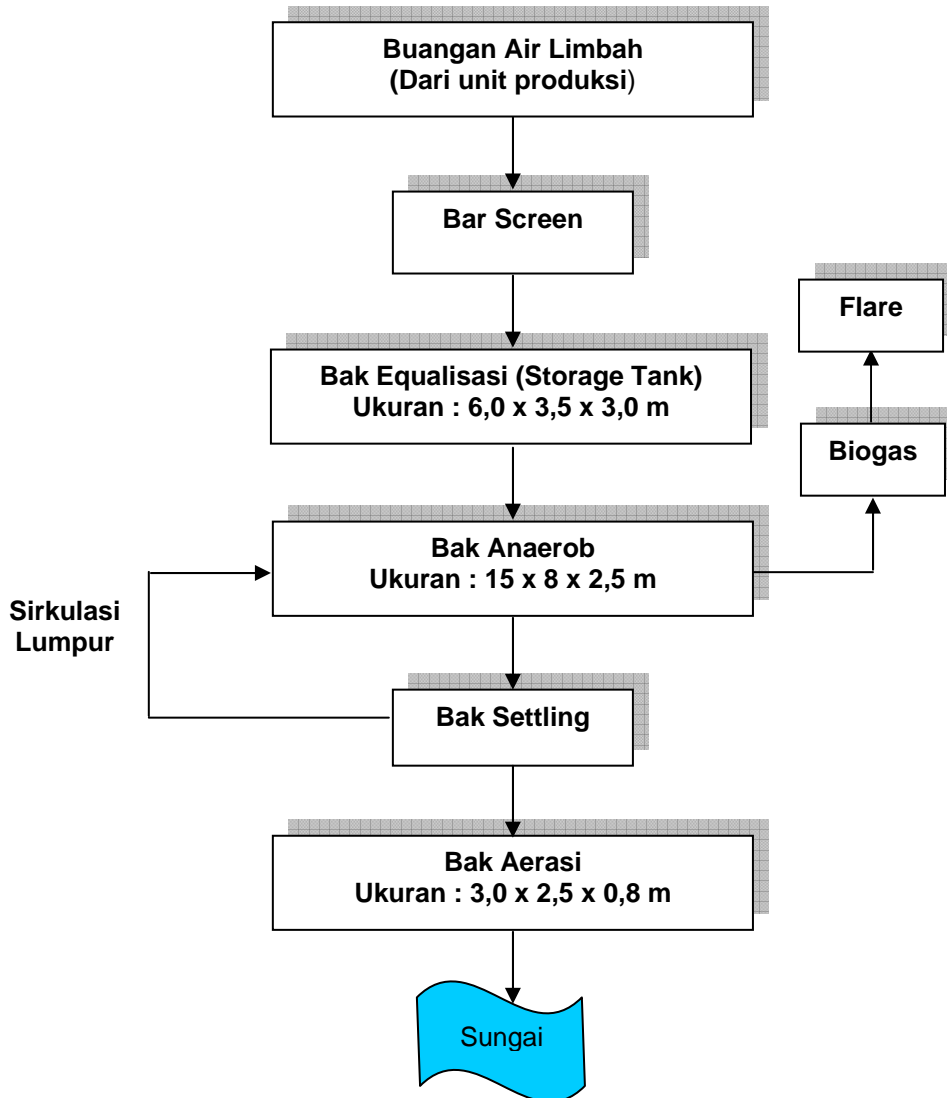 Buangan Air Limbah
(Dari unit produksi)
Bar Screen
Flare
Bak Equalisasi (Storage Tank)
Ukuran : 6,0 x 3,5 x 3,0 m
Biogas
Bak Anaerob
Ukuran : 15 x 8 x 2,5 m
Sirkulasi
Lumpur
Bak Settling
Bak Aerasi
Ukuran : 3,0 x 2,5 x 0,8 m
Sungai